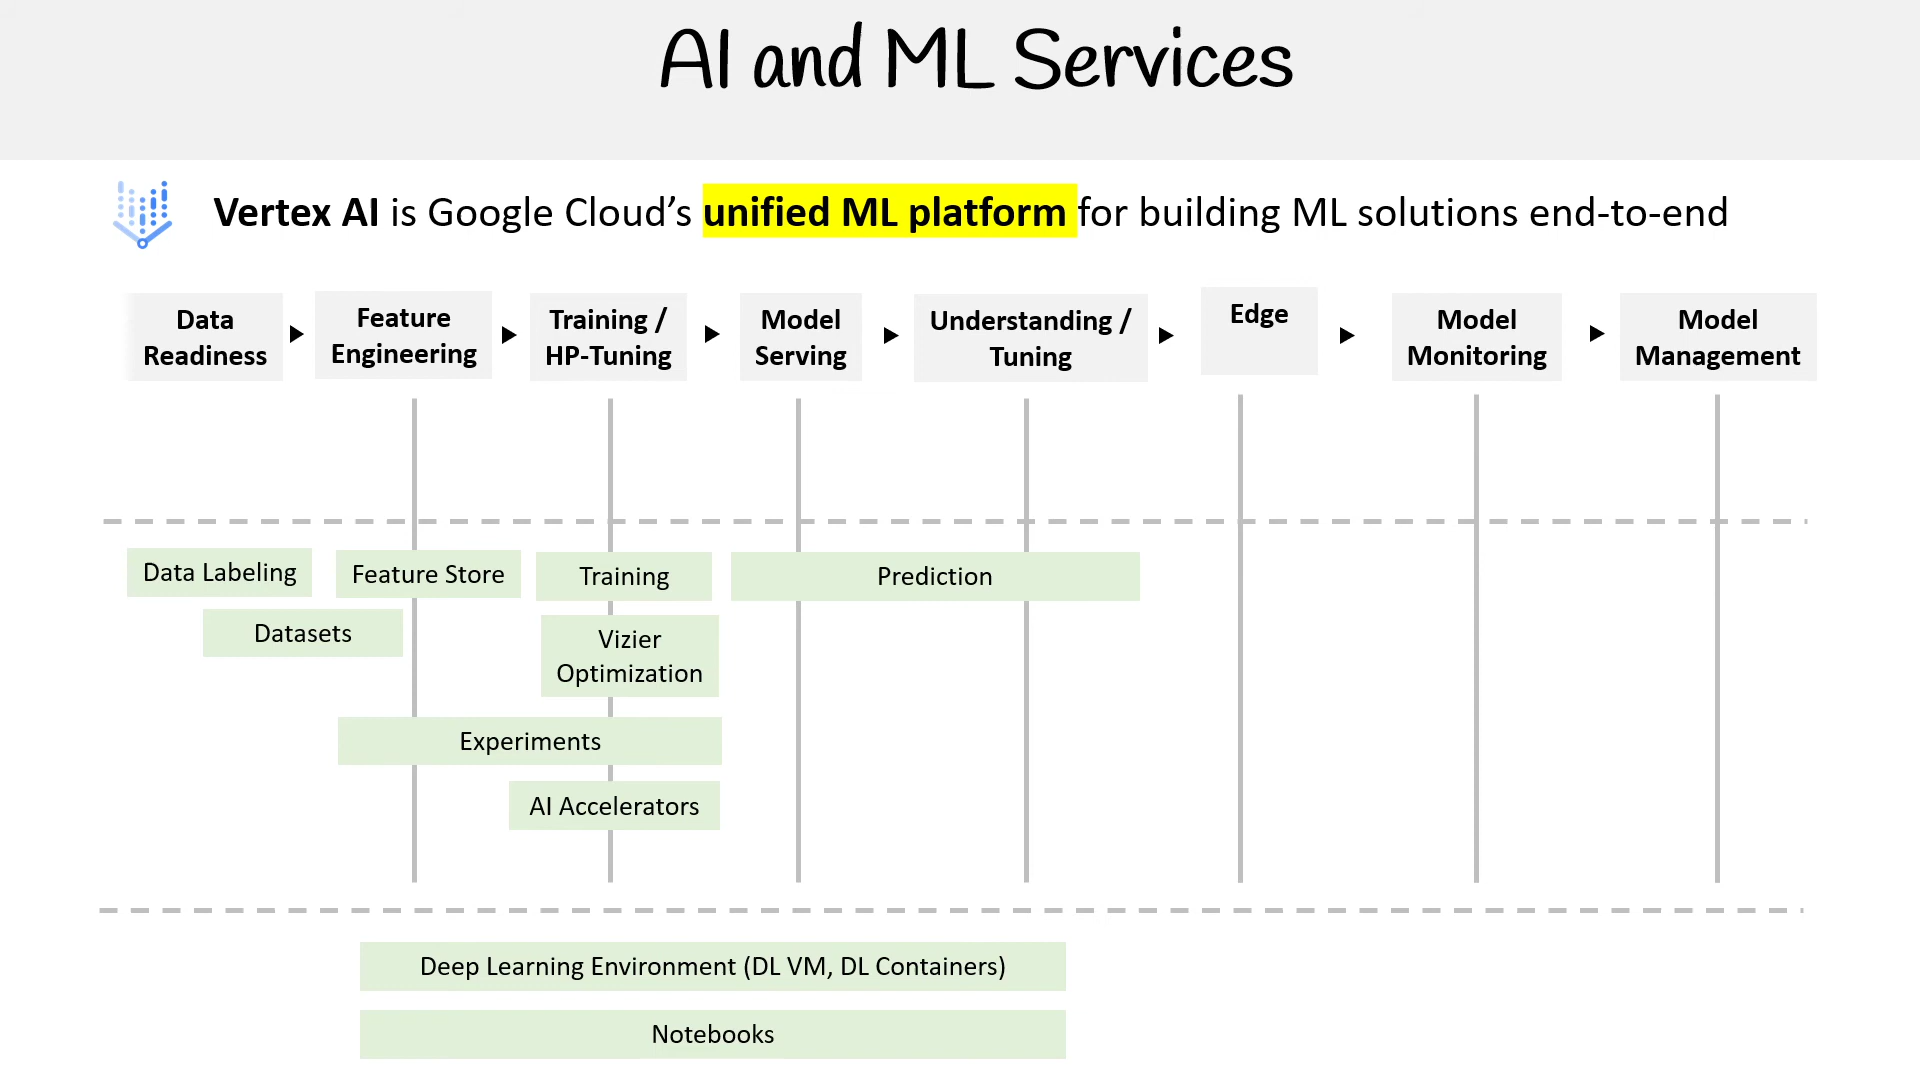 AI and ML Services
Vertex AI is Google Cloud’s unified ML platform for building ML solutions end-to-end
Data
Readiness
Feature
Engineering
Training /
HP-Tuning
Model
Serving
Understanding /
Tuning
Edge
Model
Monitoring
Model
Management
Data Labeling
Feature Store
Training
Prediction
Datasets
Vizier
Optimization
Experiments
AI Accelerators
Deep Learning Environment (DL VM, DL Containers)
Notebooks